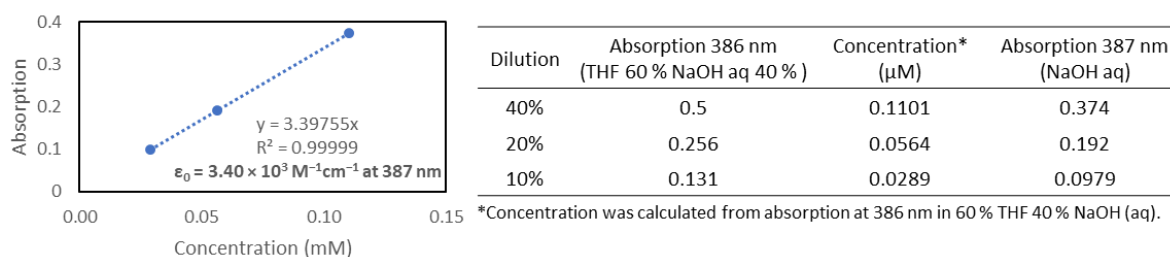 0.4
0.3
0.2
0.1
0
Absorption
y = 3.39755x
R² = 0.99999
ε₀ = 3.40 × 10³ M⁻¹cm⁻¹ at 387 nm
0.00 0.05 0.10 0.15
Concentration (mM)
Dilution Absorption 386 nm (THF 60 % NaOH aq 40 % ) Concentration* (μM) Absorption 387 nm (NaOH aq)
40% 0.5 0.1101 0.374
20% 0.256 0.0564 0.192
10% 0.131 0.0289 0.0979
*Concentration was calculated from absorption at 386 nm in 60 % THF 40 % NaOH (aq).